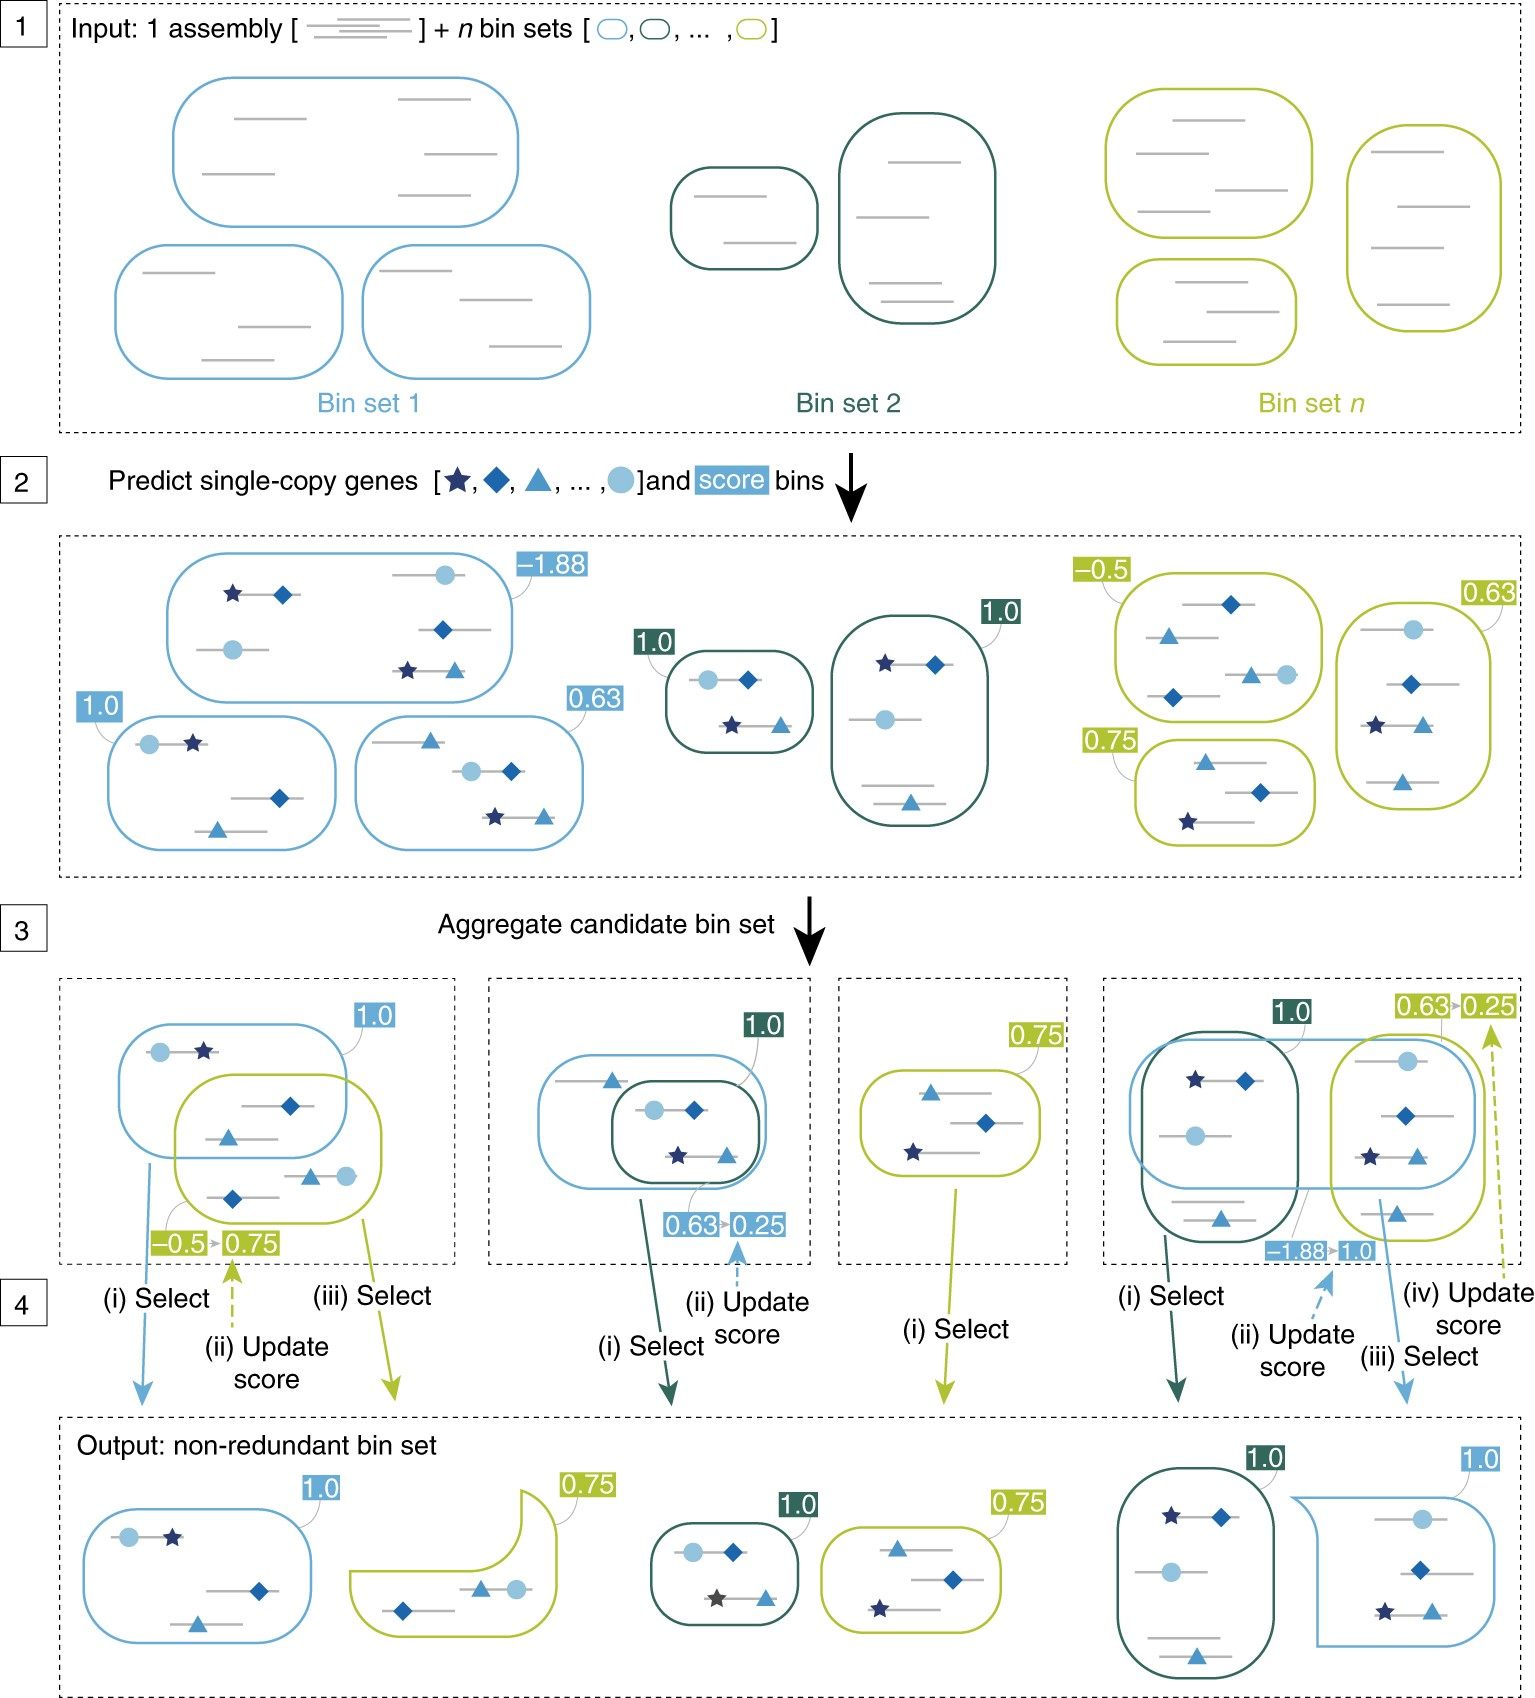 1
Input: 1 assembly [ ] + n bin sets [ , , ... , ]
Bin set 1
Bin set 2
Bin set n
2
Predict single-copy genes [ , , , ... , ]and score bins
–1.88
1.0
0.63
1.0
1.0
–0.5
0.63
0.75
3
Aggregate candidate bin set
1.0
–0.5
0.75
1.0
0.63
0.25
0.75
1.0
0.63
0.25
–1.88
1.0
4
(i) Select
(ii) Update
score
(iii) Select
(i) Select
(ii) Update
score
(i) Select
(i) Select
(ii) Update
score
(iii) Select
(iv) Update
score
Output: non-redundant bin set
1.0
0.75
1.0
0.75
1.0
1.0